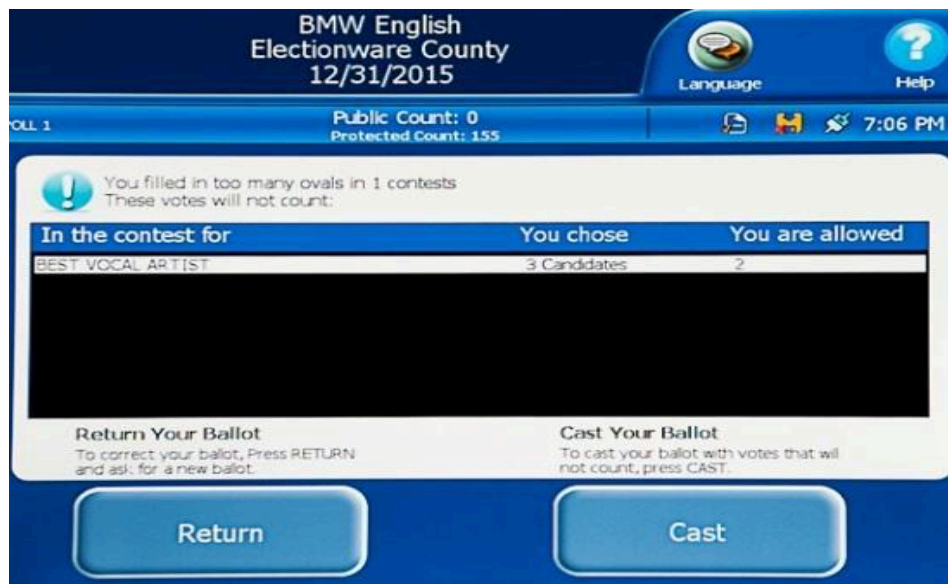 BMW English
Electionware County
12/31/2015
Language
Help
OLL 1
Public Count: 0
Protected Count: 155
7:06 PM
You filled in too many ovals in 1 contests
These votes will not count:
In the contest for You chose You are allowed
BEST VOCAL ARTIST 3 Candidates 2
Return Your Ballot
To correct your ballot, Press RETURN
and ask for a new ballot.
Cast Your Ballot
To cast your ballot with votes that will
not count, press CAST.
Return
Cast